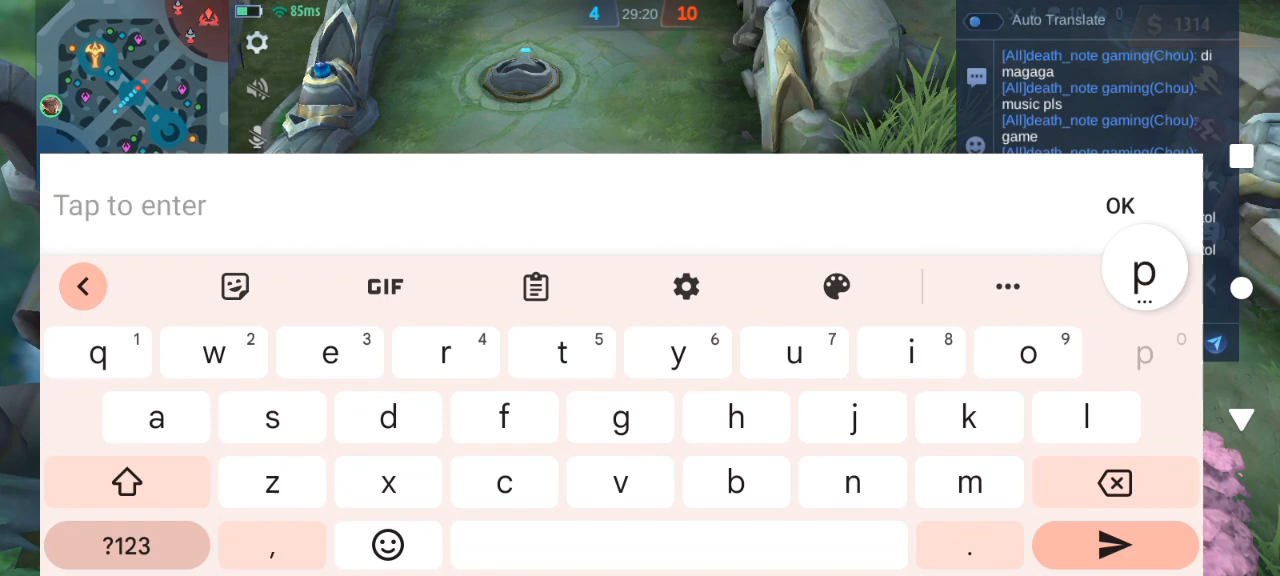 85ms
4 29:20 10
Auto Translate
1314
[All]death_note gaming(Chou): di
magaga
[All]death_note gaming(Chou):
music pls
[All]death_note gaming(Chou):
game
Tap to enter
OK
tol
tol
GIF
p
q 1 w 2 e 3 r 4 t 5 y 6 u 7 i 8 o 9 p 0
a s d f g h j k l
z x c v b n m
?123 , .